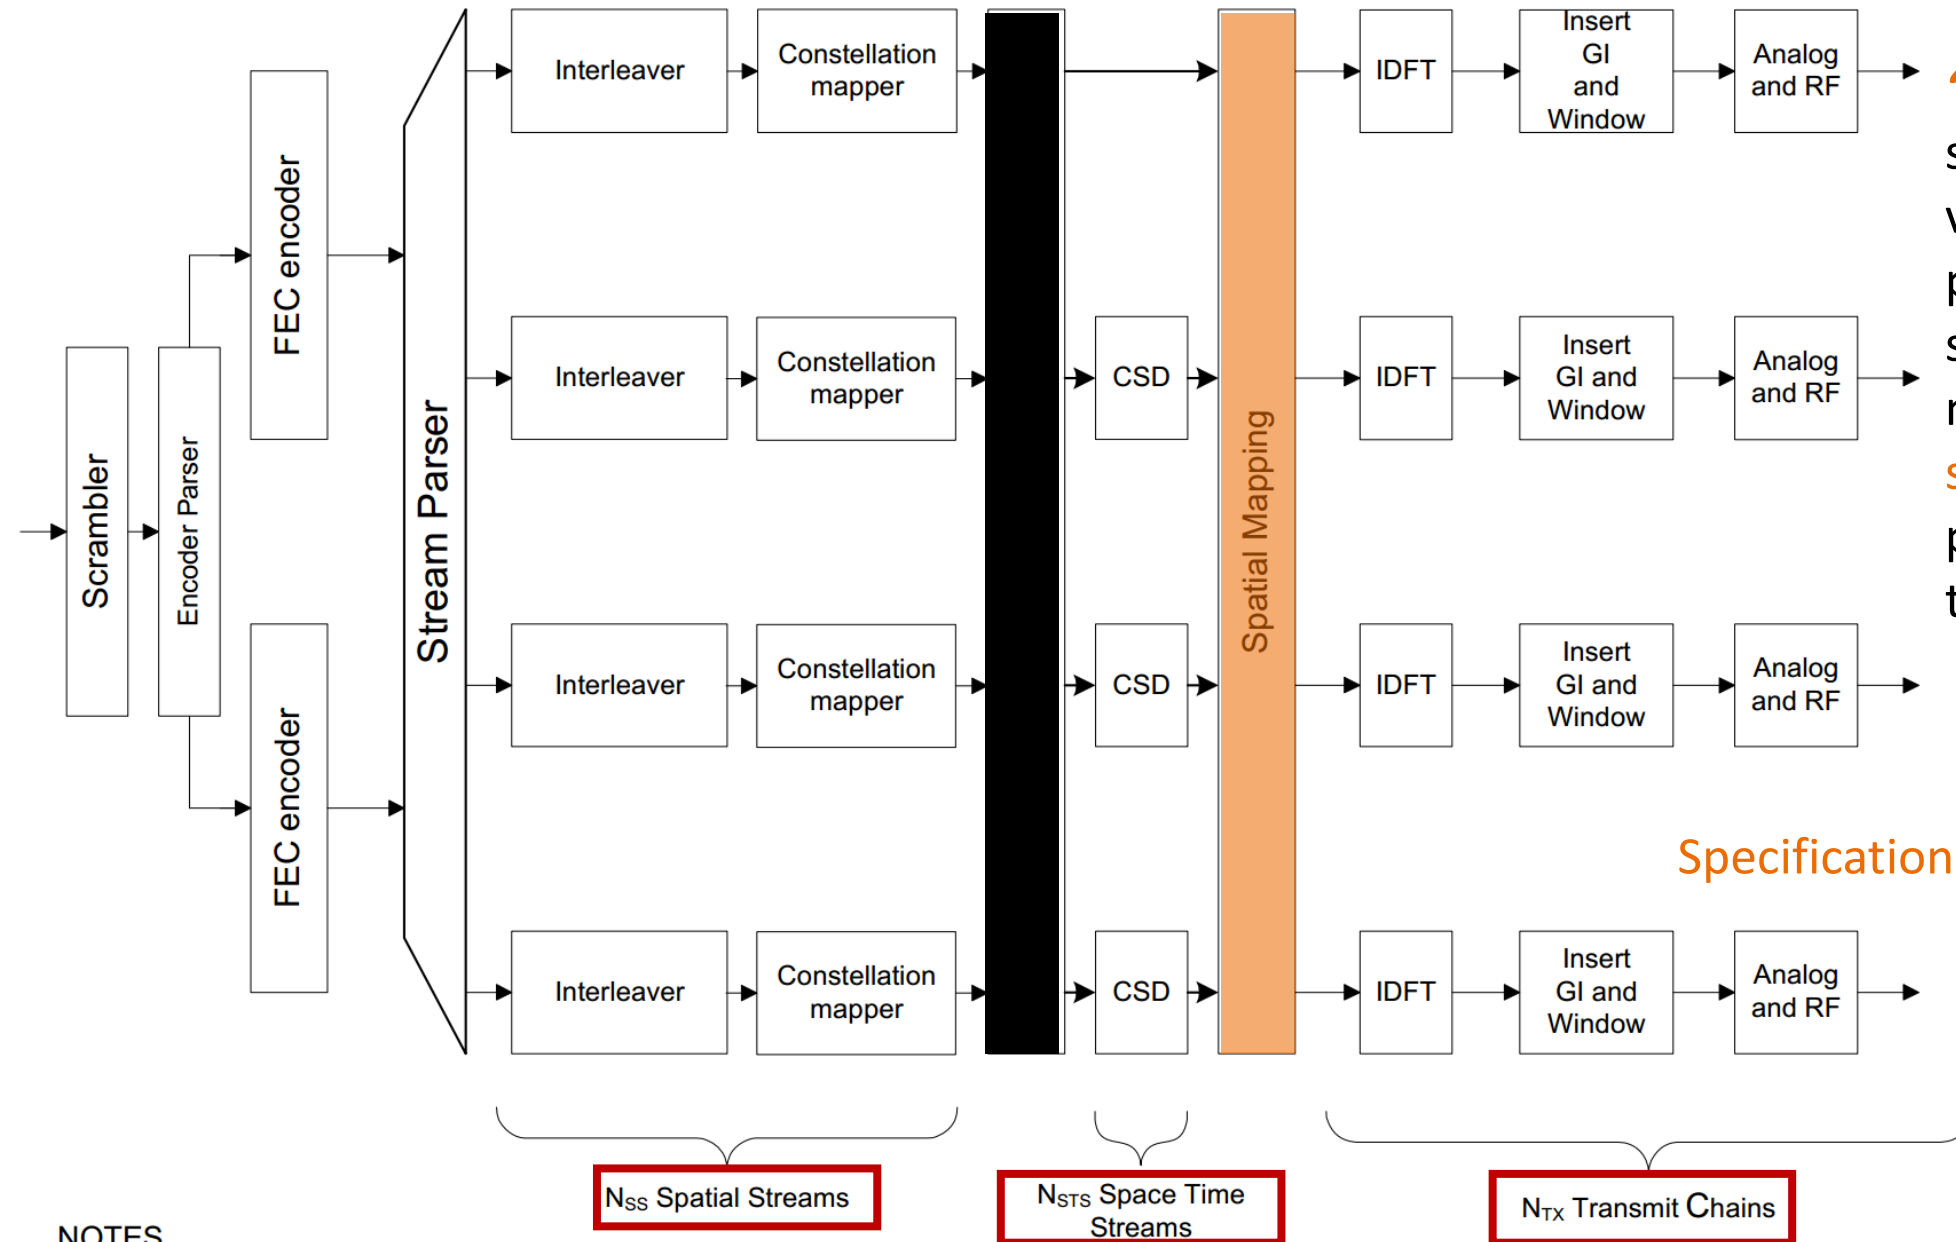 Scrambler
Encoder Parser
FEC encoder
FEC encoder
Stream Parser
Interleaver
Constellation
mapper
IDFT
Insert
GI
and
Window
Analog
and RF
Interleaver
Constellation
mapper
CSD
IDFT
Insert
GI and
Window
Analog
and RF
Spatial Mapping
Interleaver
Constellation
mapper
CSD
IDFT
Insert
GI and
Window
Analog
and RF
Specification
Interleaver
Constellation
mapper
CSD
IDFT
Insert
GI and
Window
Analog
and RF
NSS Spatial Streams
NSTS Space Time
Streams
NTX Transmit Chains
NOTES